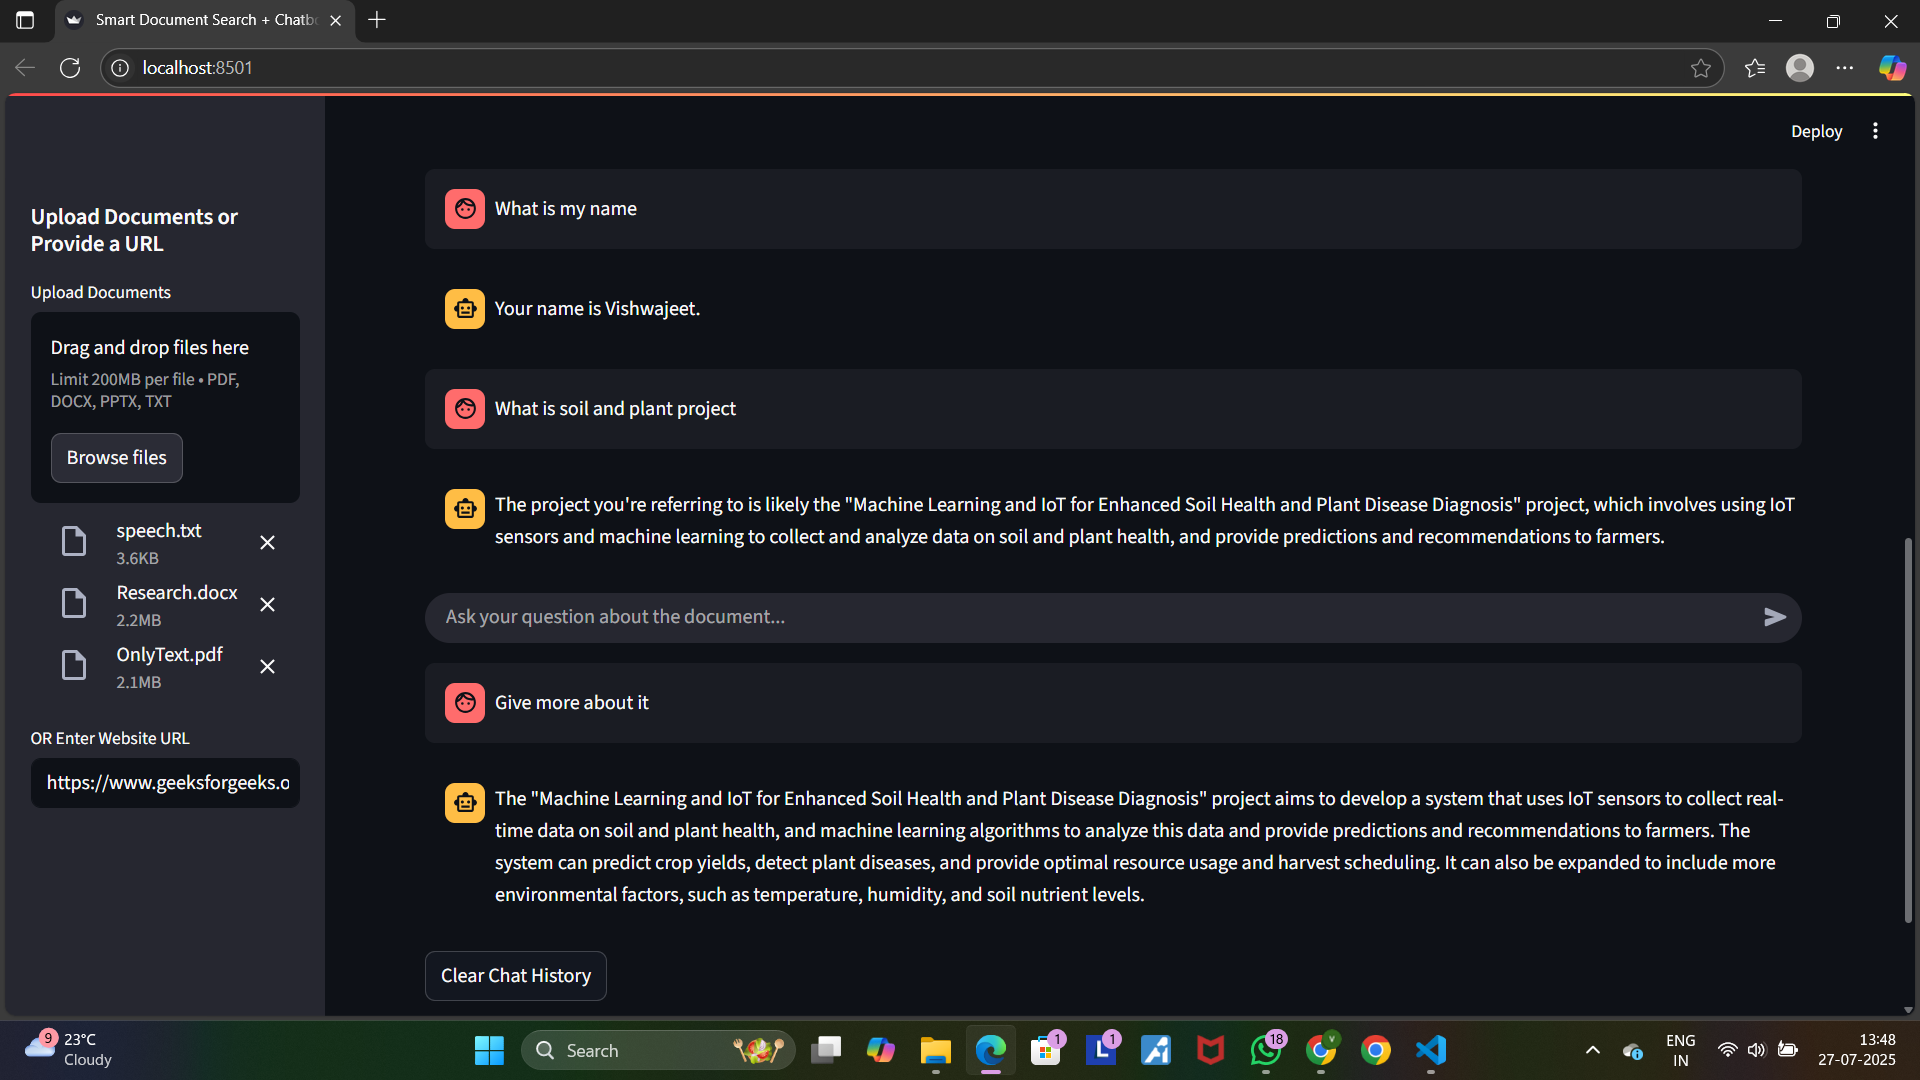 Smart Document Search + Chatb
localhost:8501
Deploy
Upload Documents or
Provide a URL
Upload Documents
Drag and drop files here
Limit 200MB per file • PDF,
DOCX, PPTX, TXT
Browse files
speech.txt
3.6KB
Research.docx
2.2MB
OnlyText.pdf
2.1MB
OR Enter Website URL
https://www.geeksforgeeks.o
What is my name
Your name is Vishwajeet.
What is soil and plant project
The project you're referring to is likely the "Machine Learning and IoT for Enhanced Soil Health and Plant Disease Diagnosis" project, which involves using IoT
sensors and machine learning to collect and analyze data on soil and plant health, and provide predictions and recommendations to farmers.
Ask your question about the document...
Give more about it
The "Machine Learning and IoT for Enhanced Soil Health and Plant Disease Diagnosis" project aims to develop a system that uses IoT sensors to collect real-
time data on soil and plant health, and machine learning algorithms to analyze this data and provide predictions and recommendations to farmers. The
system can predict crop yields, detect plant diseases, and provide optimal resource usage and harvest scheduling. It can also be expanded to include more
environmental factors, such as temperature, humidity, and soil nutrient levels.
Clear Chat History
9
23°C
Cloudy
Search
1
L
1
18
V
ENG
IN
13:48
27-07-2025